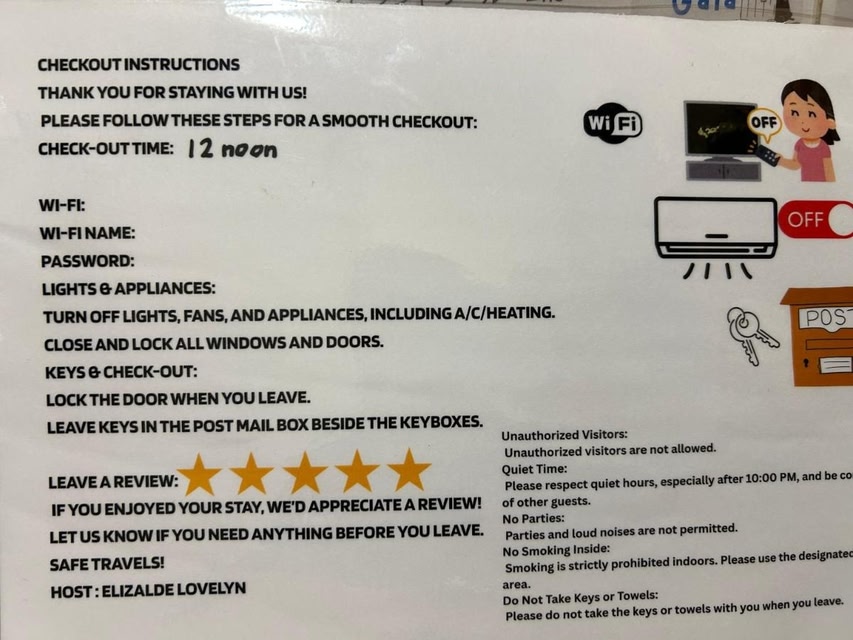 CHECKOUT INSTRUCTIONS
THANK YOU FOR STAYING WITH US!
PLEASE FOLLOW THESE STEPS FOR A SMOOTH CHECKOUT:
CHECK-OUT TIME: 12 noon
WI-FI:
WI-FI NAME:
PASSWORD:
LIGHTS & APPLIANCES:
TURN OFF LIGHTS, FANS, AND APPLIANCES, INCLUDING A/C/HEATING.
CLOSE AND LOCK ALL WINDOWS AND DOORS.
KEYS & CHECK-OUT:
LOCK THE DOOR WHEN YOU LEAVE.
LEAVE KEYS IN THE POST MAIL BOX BESIDE THE KEYBOXES.
LEAVE A REVIEW:
IF YOU ENJOYED YOUR STAY, WE'D APPRECIATE A REVIEW!
LET US KNOW IF YOU NEED ANYTHING BEFORE YOU LEAVE.
SAFE TRAVELS!
HOST : ELIZALDE LOVELYN
Wi Fi
OFF
OFF
POST
Unauthorized Visitors:
Unauthorized visitors are not allowed.
Quiet Time:
Please respect quiet hours, especially after 10:00 PM, and be co
of other guests.
No Parties:
Parties and loud noises are not permitted.
No Smoking Inside:
Smoking is strictly prohibited indoors. Please use the designated
area.
Do Not Take Keys or Towels:
Please do not take the keys or towels with you when you leave.